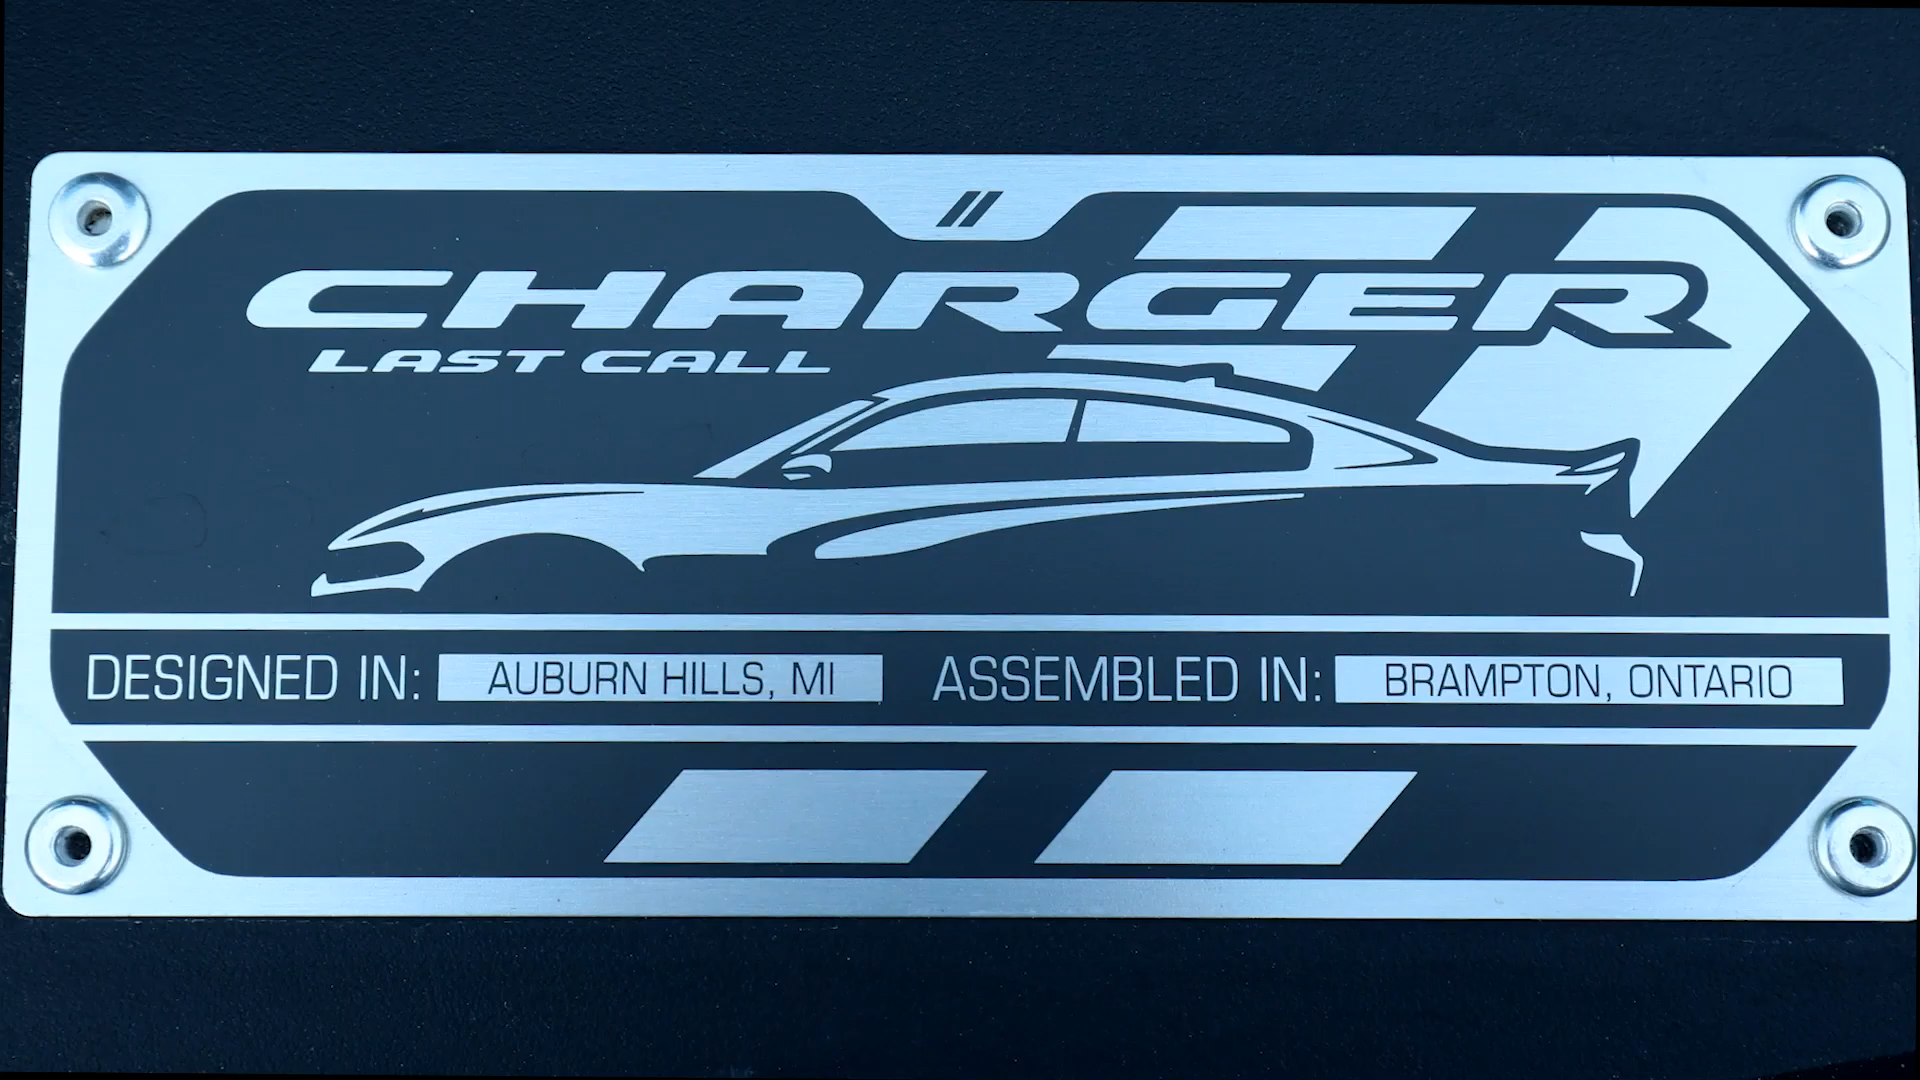 CHARGER
LAST CALL
DESIGNED IN: AUBURN HILLS, MI ASSEMBLED IN: BRAMPTON, ONTARIO